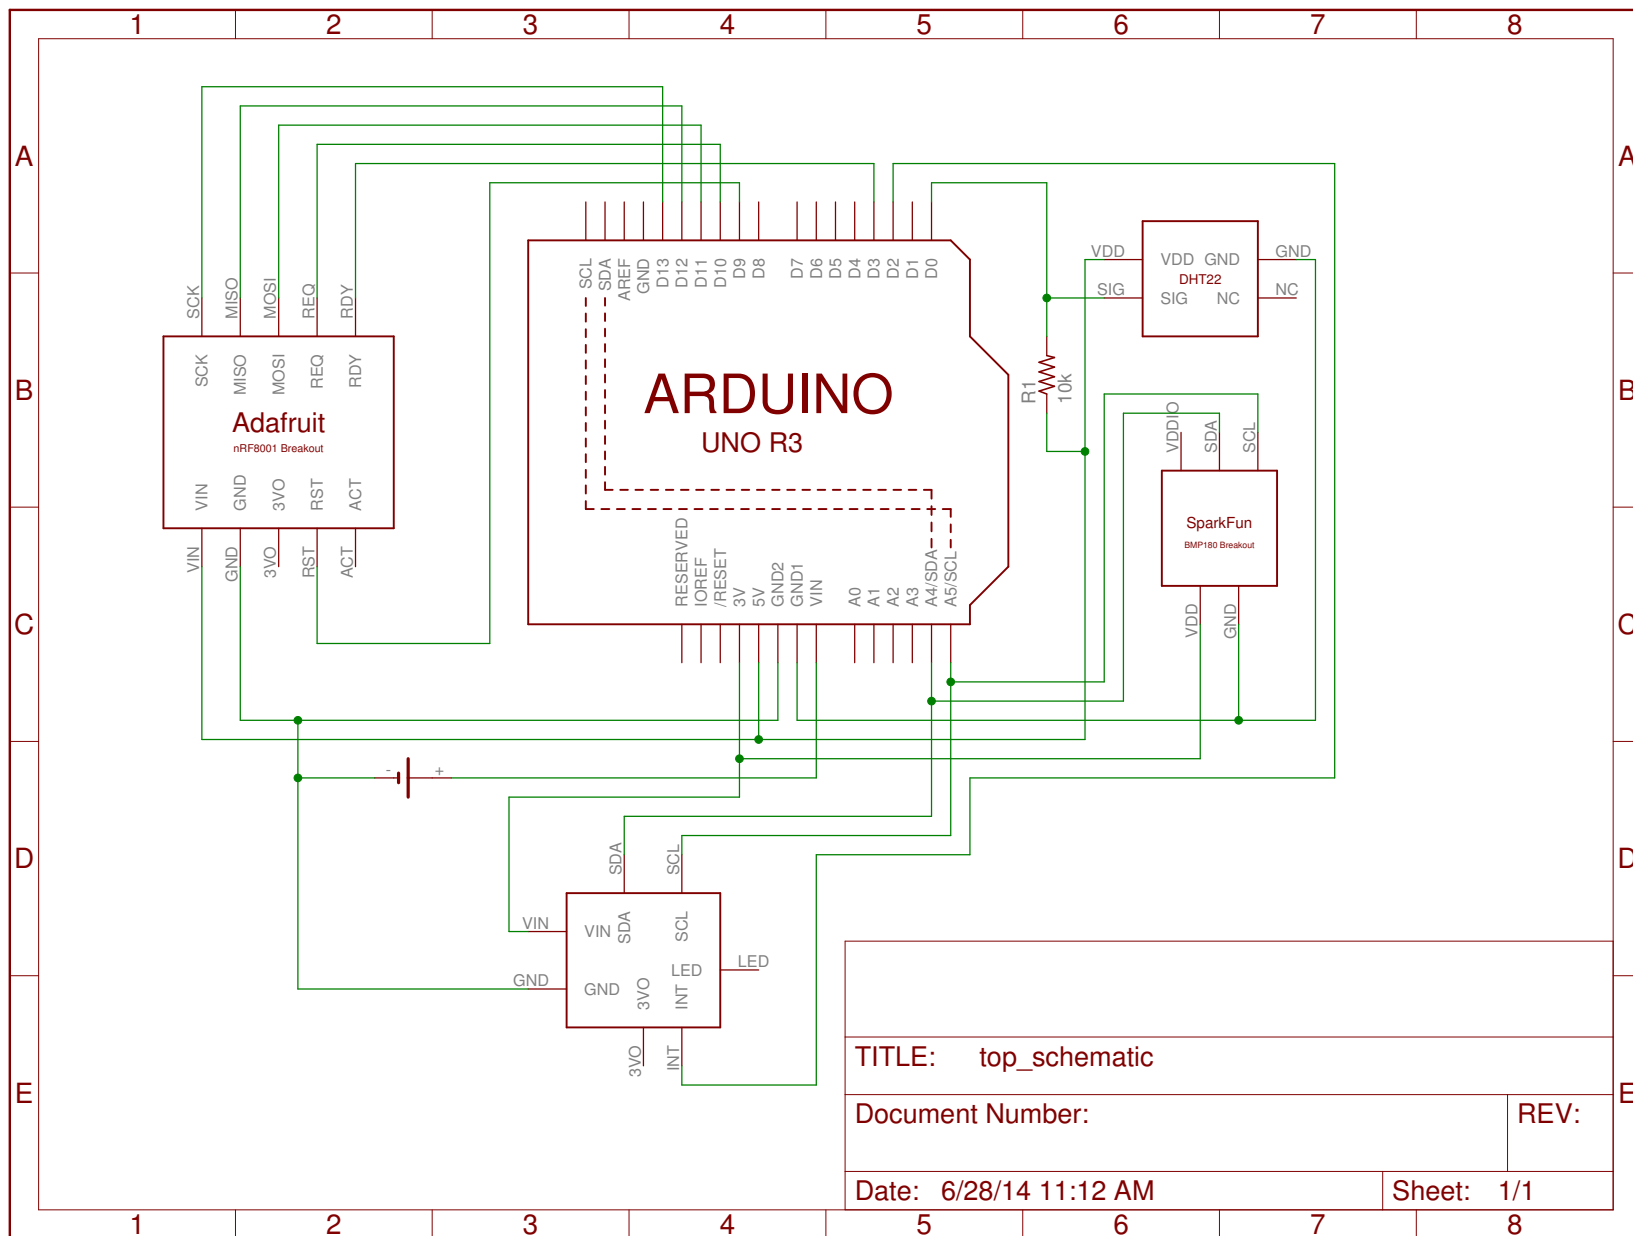 1 2 3 4 5 6 7 8
A A
B B
C C
D D
E E
SCK MISO MOSI REQ RDY
SCK MISO MOSI REQ RDY
Adafruit
nRF8001 Breakout
VIN GND 3VO RST ACT
VIN GND 3VO RST ACT
SCL SDA AREF GND D13 D12 D11 D10 D9 D8 D7 D6 D5 D4 D3 D2 D1 D0
ARDUINO
UNO R3
RESERVED IOREF /RESET 3V 5V GND2 GND1 VIN A0 A1 A2 A3 A4/SDA A5/SCL
R1
10k
VDD GND
VDD GND
DHT22
SIG NC
SIG NC
VDDIO SDA SCL
SparkFun
BMP180 Breakout
VDD GND
- +
SDA SCL
VIN
VIN SDA SCL
LED
LED
GND
GND 3VO INT
3VO INT
TITLE: top_schematic
Document Number:
REV:
Date: 6/28/14 11:12 AM
Sheet: 1/1
1 2 3 4 5 6 7 8